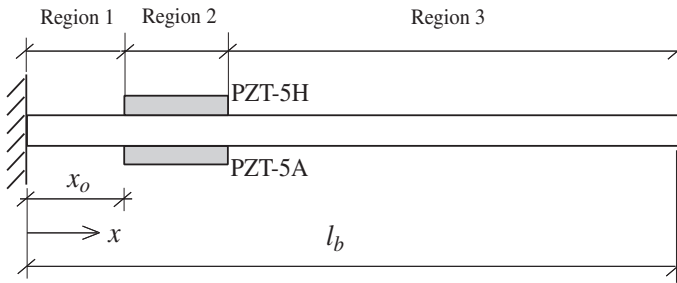 Region 1
Region 2
Region 3
PZT-5H
PZT-5A
x_o
x
l_b